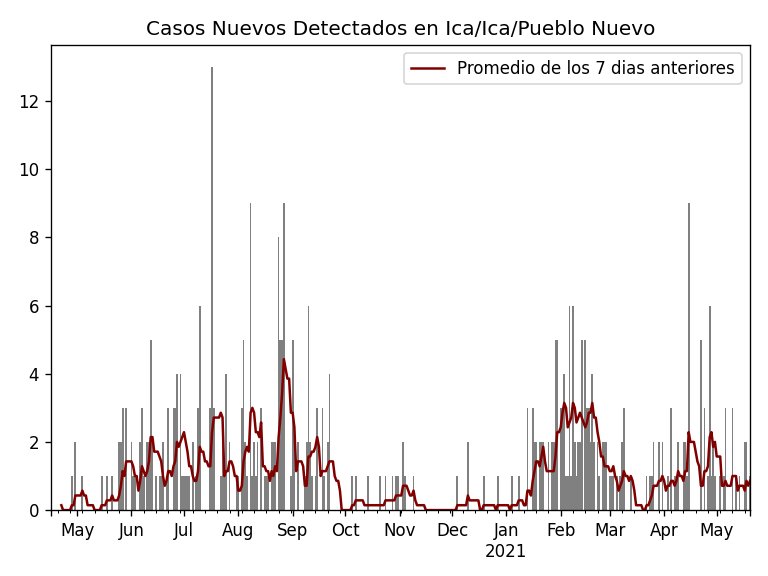 Casos Nuevos Detectados en Ica/Ica/Pueblo Nuevo
Promedio de los 7 dias anteriores
12
10
8
6
4
2
0
May Jun Jul Aug Sep Oct Nov Dec Jan Feb Mar Apr May
2021